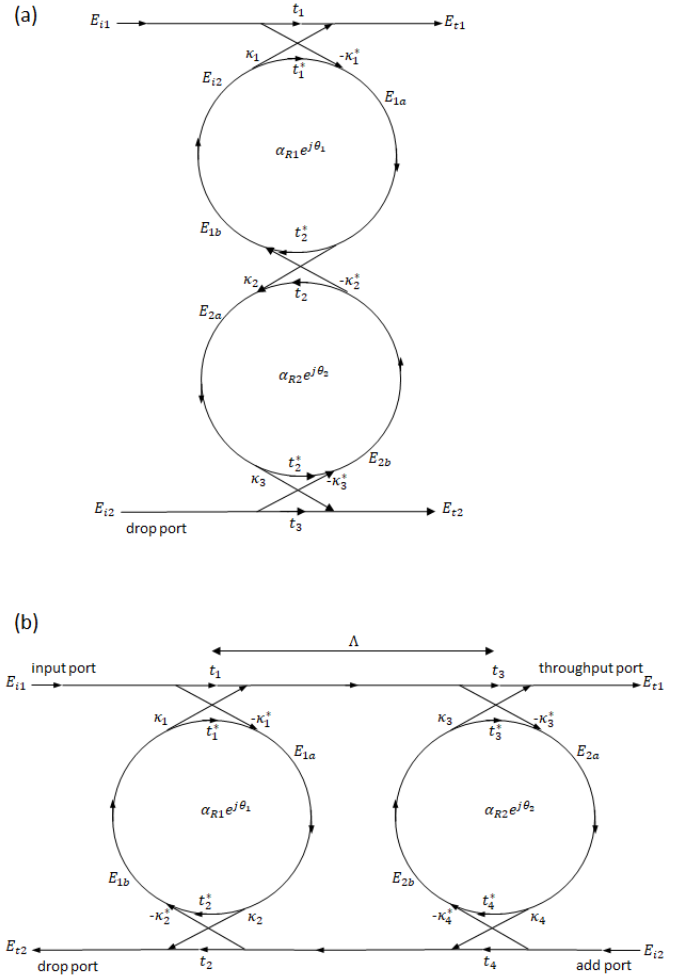 (a)
E_{i1} t_1 E_{t1}
κ_1 t_1^* -κ_1^*
E_{i2} E_{1a}
α_{R1}e^{jθ_1}
E_{1b} t_2^*
κ_2 t_2 -κ_2^*
E_{2a}
α_{R2}e^{jθ_2}
t_2^* E_{2b}
κ_3 -κ_3^*
E_{i2} E_{t2}
drop port t_3
(b)
Λ
input port t_1 t_3 throughput port
E_{i1} E_{t1}
κ_1 t_1^* -κ_1^* κ_3 t_3^* -κ_3^*
E_{1a} E_{2a}
α_{R1}e^{jθ_1} α_{R2}e^{jθ_2}
E_{1b} E_{2b}
-κ_2^* t_2^* κ_2 -κ_4^* t_4^* κ_4
E_{t2} E_{i2}
drop port t_2 t_4 add port